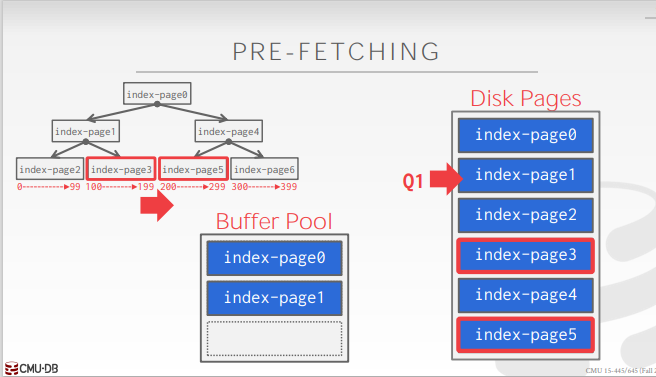 PRE-FETCHING
index-page0
index-page1
index-page4
index-page2
index-page3
index-page5
index-page6
0 99
100 199
200 299
300 399
Buffer Pool
index-page0
index-page1
Disk Pages
index-page0
Q1
index-page1
index-page2
index-page3
index-page4
index-page5
CMU·DB
CMU 15-445/645 (Fall 2